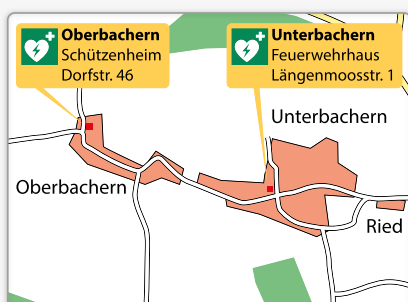 Oberbachern
Schützenheim
Dorfstr. 46
Unterbachern
Feuerwehrhaus
Längenmoosstr. 1
Unterbachern
Oberbachern
Ried